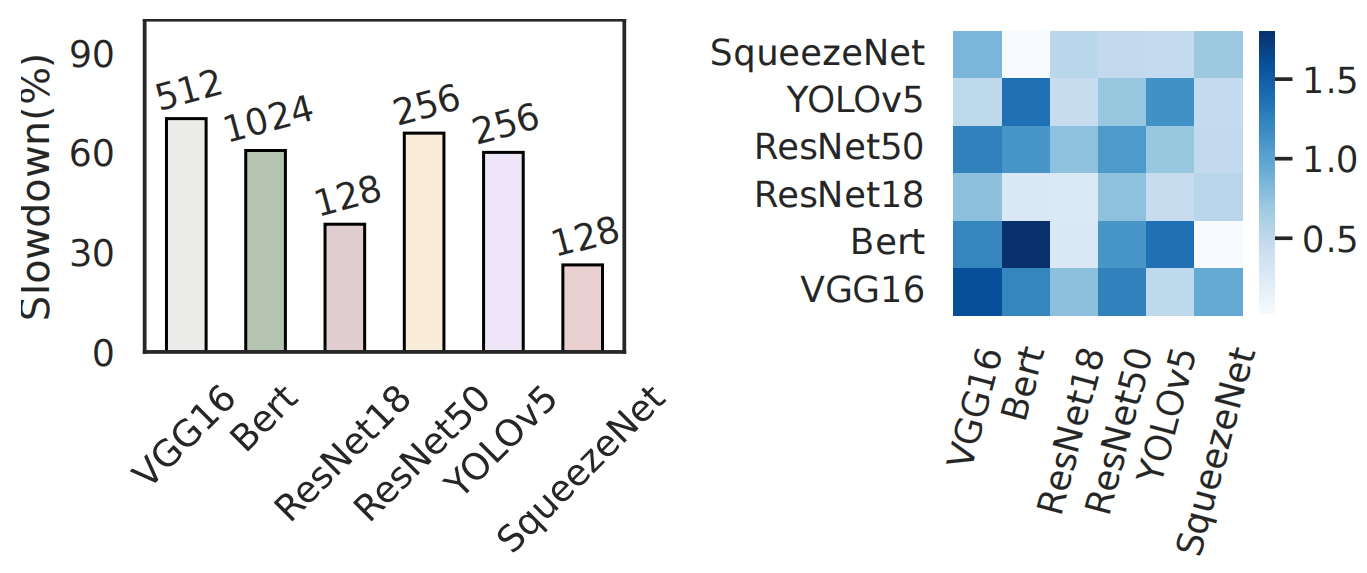 Slowdown(%)
90
60
30
0
512
1024
128
256
256
128
VGG16
Bert
ResNet18
ResNet50
YOLOv5
SqueezeNet
SqueezeNet
YOLOv5
ResNet50
ResNet18
Bert
VGG16
VGG16
Bert
ResNet18
ResNet50
YOLOv5
SqueezeNet
1.5
1.0
0.5